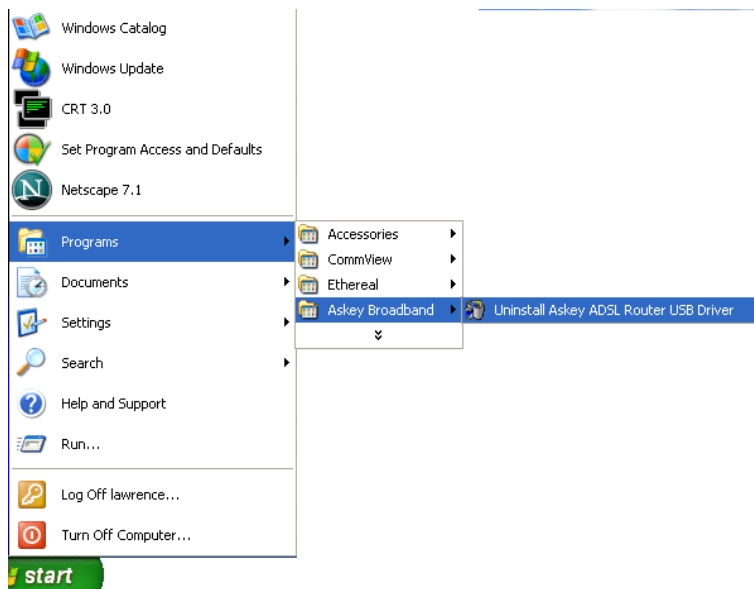 Windows Catalog
Windows Update
CRT 3.0
Set Program Access and Defaults
Netscape 7.1
Programs
Documents
Settings
Search
Help and Support
Run...
Log Off lawrence...
Turn Off Computer...
Accessories
CommView
Ethereal
Askey Broadband
Uninstall Askey ADSL Router USB Driver
start